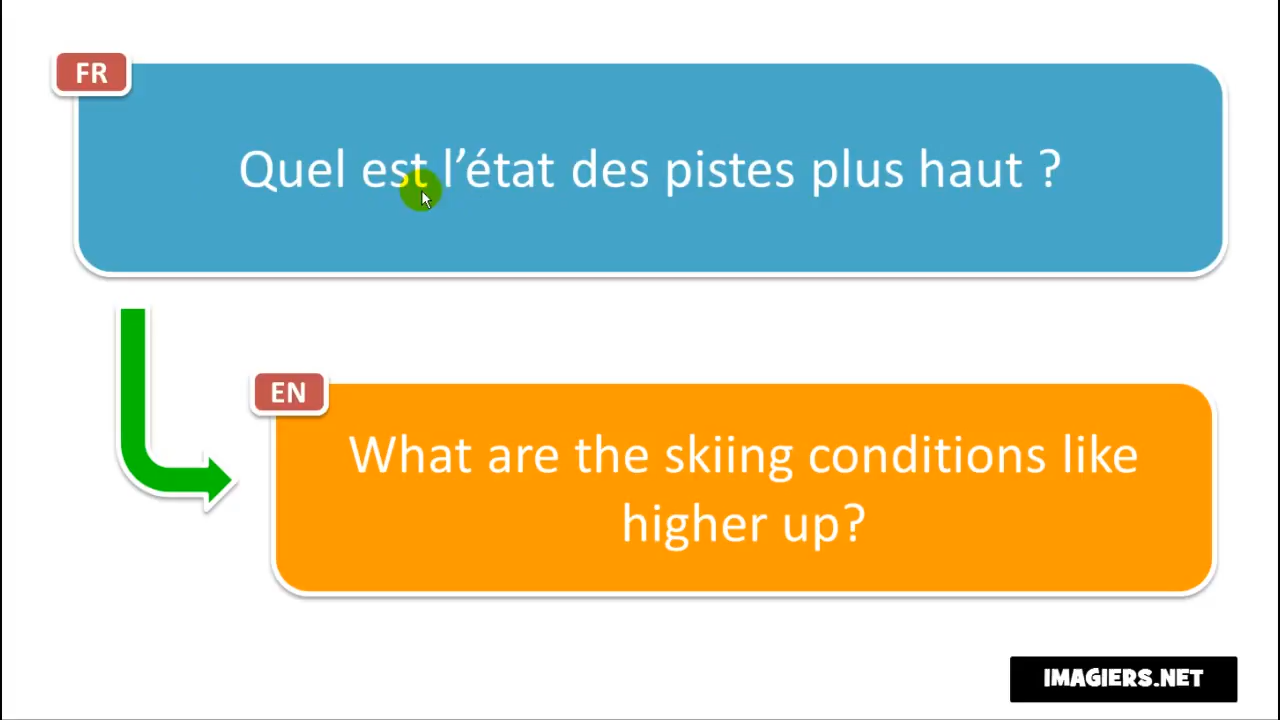 FR
Quel est l’état des pistes plus haut ?
EN
What are the skiing conditions like
higher up?
IMAGIERS.NET